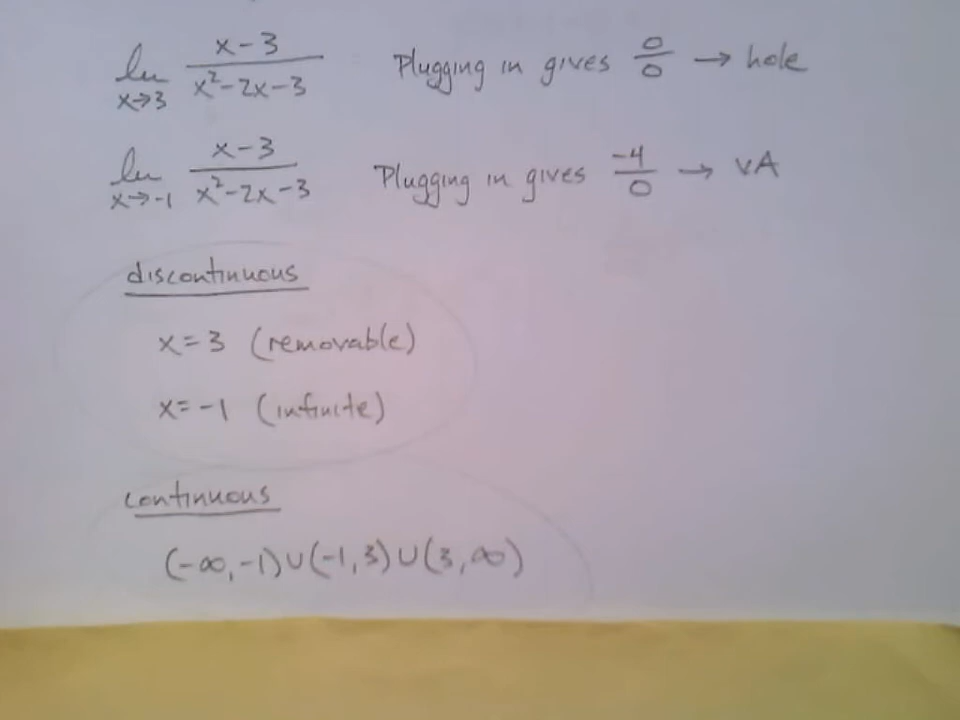 lim x→3 x-3 / x²-2x-3 Plugging in gives 0/0 → hole
lim x→-1 x-3 / x²-2x-3 Plugging in gives -4/0 → VA
discontinuous
x=3 (removable)
x=-1 (infinite)
continuous
(-∞,-1)∪(-1,3)∪(3,∞)